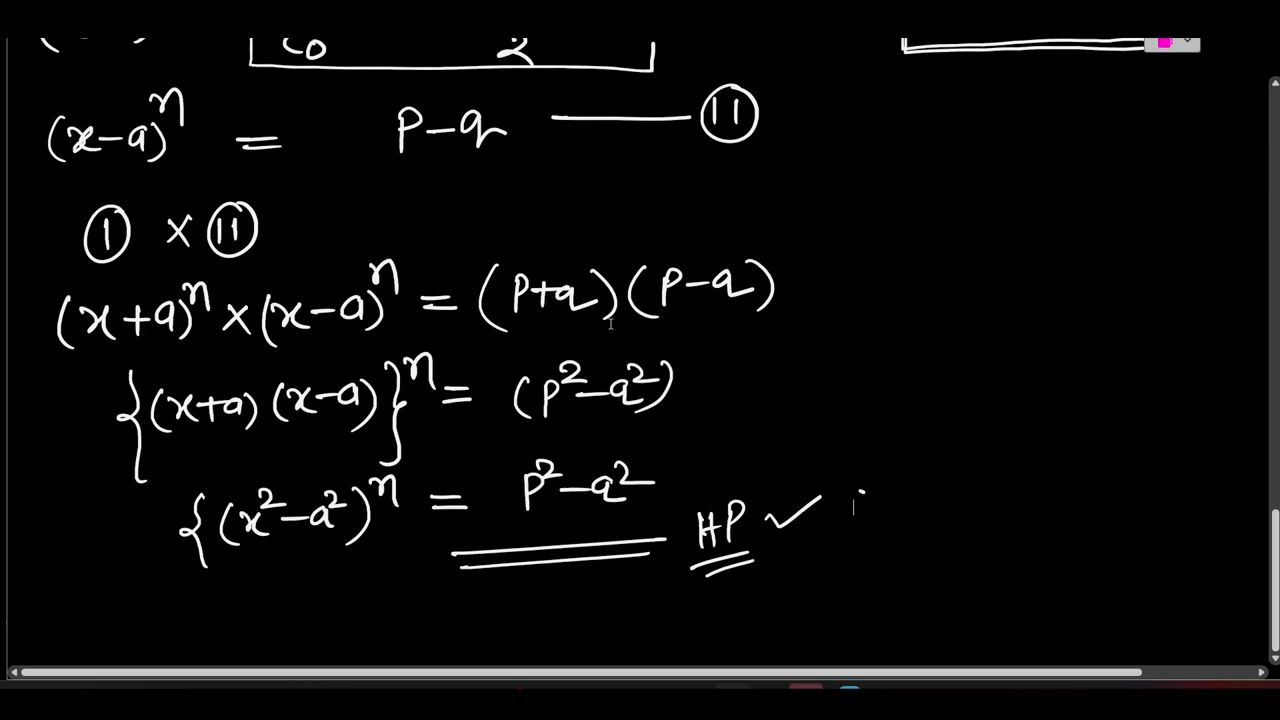 (x-a)^n = P-q —— (II)
(I) × (II)
(x+a)^n × (x-a)^n = (P+q)(P-q)
{(x+a)(x-a)}^n = (P²-q²)
{(x²-a²)^n = P²-q²
HP ✓